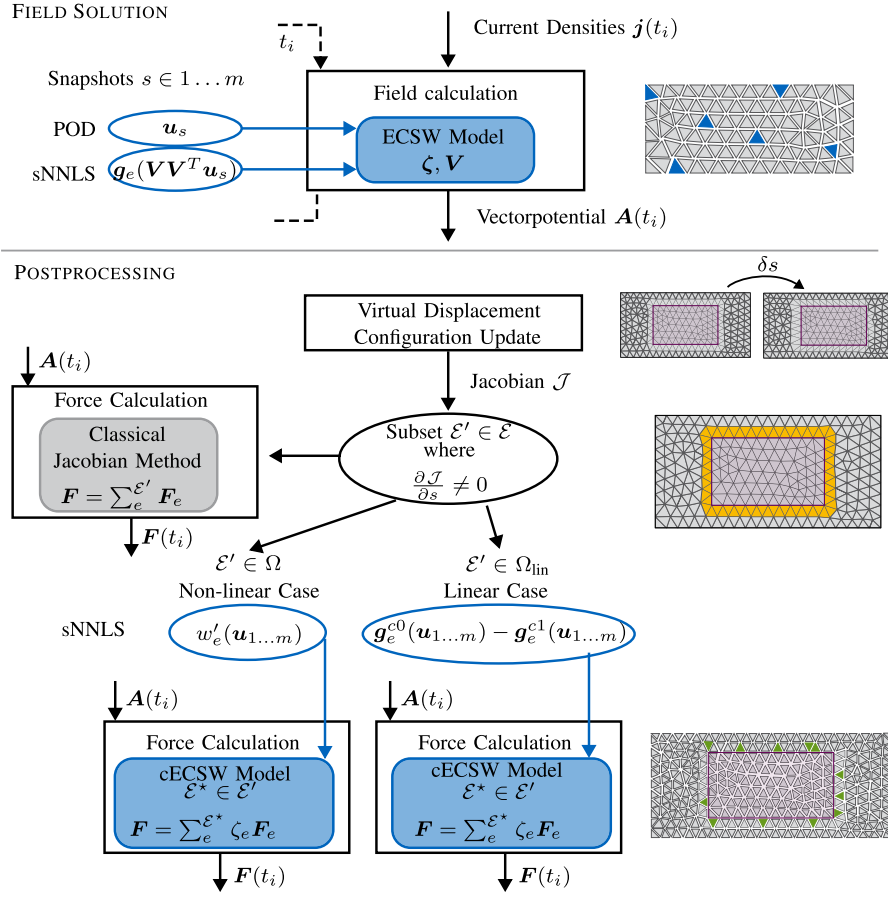 FIELD SOLUTION
t_i
Current Densities j(t_i)
Snapshots s ∈ 1 … m
Field calculation
POD
u_s
ECSW Model
ζ, V
sNNLS
g_e(VV^T u_s)
Vectorpotential A(t_i)
POSTPROCESSING
δs
Virtual Displacement
Configuration Update
A(t_i)
Jacobian 𝒥
Force Calculation
Classical
Jacobian Method
F = ∑_e^{ℰ′} F_e
Subset ℰ′ ∈ ℰ
where
∂𝒥/∂s ≠ 0
F(t_i)
ℰ′ ∈ Ω
Non-linear Case
ℰ′ ∈ Ω_lin
Linear Case
sNNLS
w′_e(u_{1…m})
g_e^{c0}(u_{1…m}) − g_e^{c1}(u_{1…m})
A(t_i)
Force Calculation
cECSW Model
ℰ⋆ ∈ ℰ′
F = ∑_e^{ℰ⋆} ζ_e F_e
F(t_i)
A(t_i)
Force Calculation
cECSW Model
ℰ⋆ ∈ ℰ′
F = ∑_e^{ℰ⋆} ζ_e F_e
F(t_i)